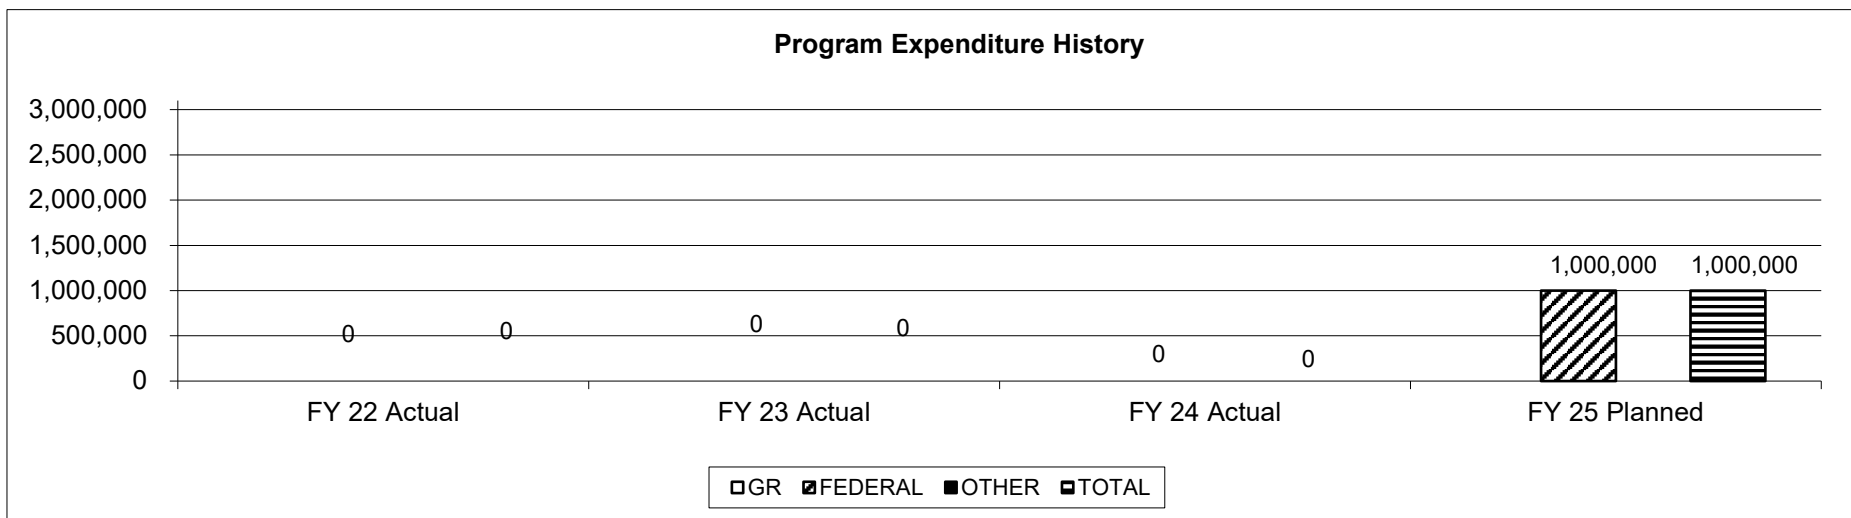 Program Expenditure History
3,000,000
2,500,000
2,000,000
1,500,000
1,000,000
500,000
0
0 0 0 0 0 0 1,000,000 1,000,000
FY 22 Actual FY 23 Actual FY 24 Actual FY 25 Planned
GR FEDERAL OTHER TOTAL